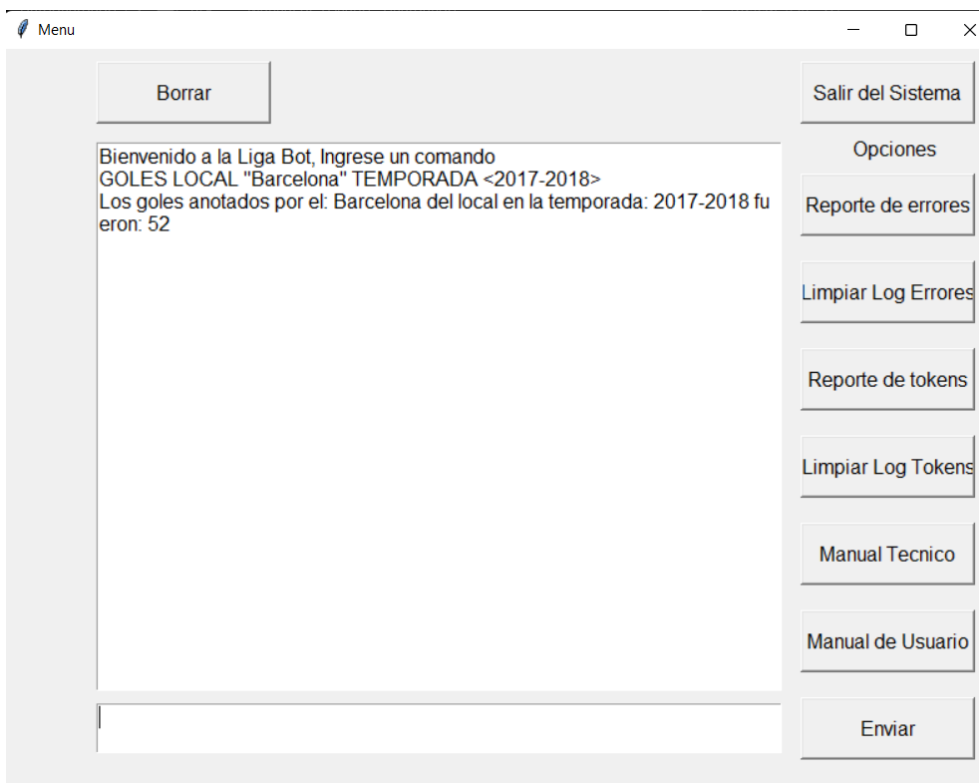 Menu
Borrar
Salir del Sistema
Bienvenido a la Liga Bot, Ingrese un comando
GOLES LOCAL "Barcelona" TEMPORADA <2017-2018>
Los goles anotados por el: Barcelona del local en la temporada: 2017-2018 fu
eron: 52
Opciones
Reporte de errores
Limpiar Log Errores
Reporte de tokens
Limpiar Log Tokens
Manual Tecnico
Manual de Usuario
Enviar